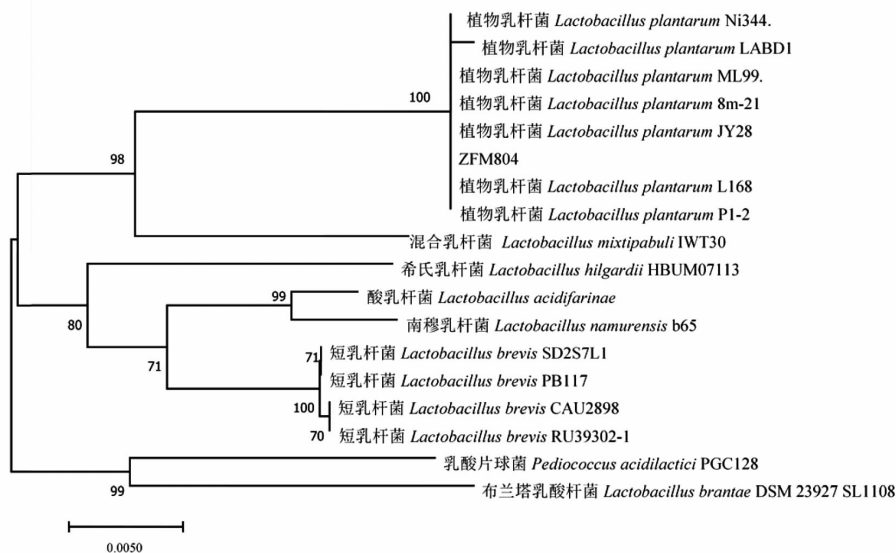 植物乳杆菌 Lactobacillus plantarum Ni344.
植物乳杆菌 Lactobacillus plantarum LABD1
植物乳杆菌 Lactobacillus plantarum ML99.
100
植物乳杆菌 Lactobacillus plantarum 8m-21
植物乳杆菌 Lactobacillus plantarum JY28
98
ZFM804
植物乳杆菌 Lactobacillus plantarum L168
植物乳杆菌 Lactobacillus plantarum P1-2
混合乳杆菌 Lactobacillus mixtipabuli IWT30
希氏乳杆菌 Lactobacillus hilgardii HBUM07113
99
酸乳杆菌 Lactobacillus acidifarinae
80
南穆乳杆菌 Lactobacillus namurensis b65
71
短乳杆菌 Lactobacillus brevis SD2S7L1
71
短乳杆菌 Lactobacillus brevis PB117
100
短乳杆菌 Lactobacillus brevis CAU2898
70
短乳杆菌 Lactobacillus brevis RU39302-1
乳酸片球菌 Pediococcus acidilactici PGC128
99
布兰塔乳酸杆菌 Lactobacillus brantae DSM 23927 SL1108
0.0050